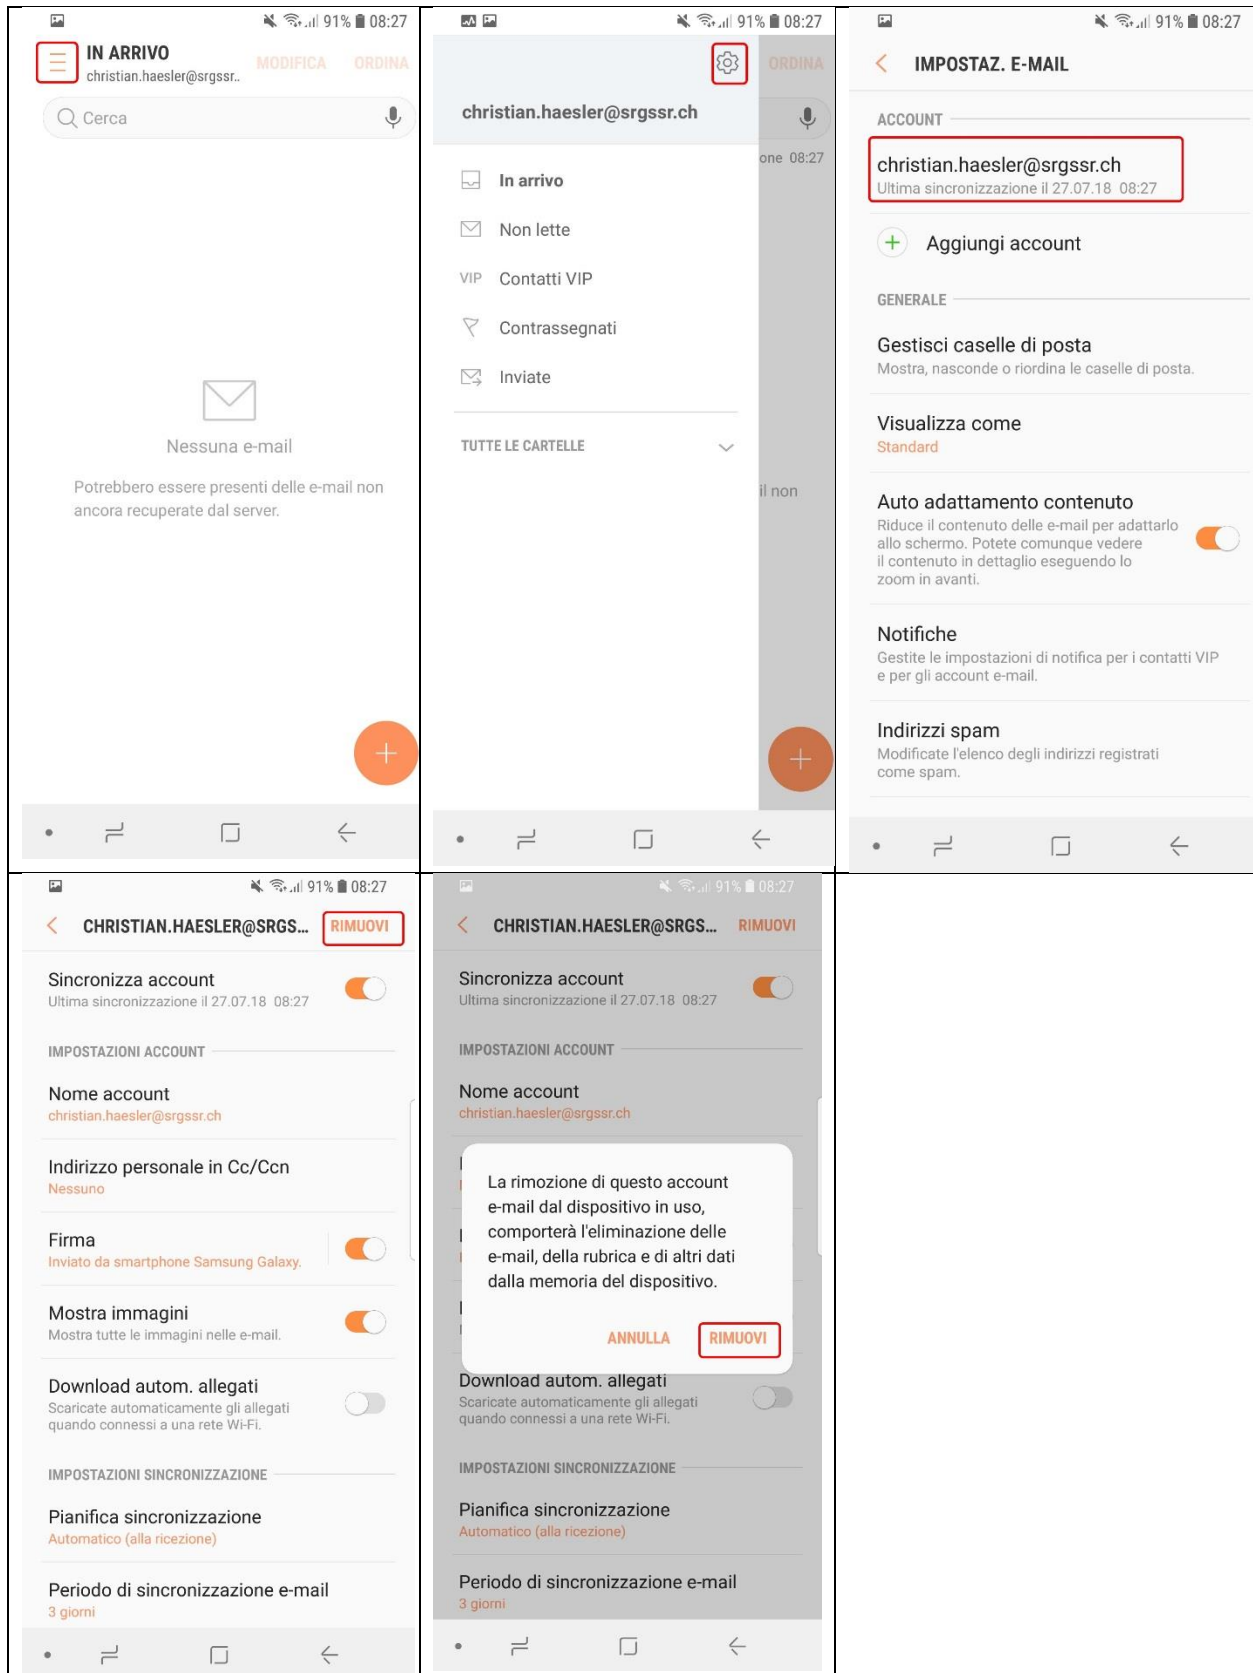 91% 08:27
IN ARRIVO
christian.haesler@srgssr..
MODIFICA ORDINA
Cerca
Nessuna e-mail
Potrebbero essere presenti delle e-mail non
ancora recuperate dal server.
91% 08:27
ORDINA
christian.haesler@srgssr.ch
one 08:27
In arrivo
Non lette
VIP Contatti VIP
Contrassegnati
Inviate
TUTTE LE CARTELLE
il non
91% 08:27
IMPOSTAZ. E-MAIL
ACCOUNT
christian.haesler@srgssr.ch
Ultima sincronizzazione il 27.07.18 08:27
Aggiungi account
GENERALE
Gestisci caselle di posta
Mostra, nasconde o riordina le caselle di posta.
Visualizza come
Standard
Auto adattamento contenuto
Riduce il contenuto delle e-mail per adattarlo
allo schermo. Potete comunque vedere
il contenuto in dettaglio eseguendo lo
zoom in avanti.
Notifiche
Gestite le impostazioni di notifica per i contatti VIP
e per gli account e-mail.
Indirizzi spam
Modificate l'elenco degli indirizzi registrati
come spam.
91% 08:27
CHRISTIAN.HAESLER@SRGS... RIMUOVI
Sincronizza account
Ultima sincronizzazione il 27.07.18 08:27
IMPOSTAZIONI ACCOUNT
Nome account
christian.haesler@srgssr.ch
Indirizzo personale in Cc/Ccn
Nessuno
Firma
Inviato da smartphone Samsung Galaxy.
Mostra immagini
Mostra tutte le immagini nelle e-mail.
Download autom. allegati
Scaricate automaticamente gli allegati
quando connessi a una rete Wi-Fi.
IMPOSTAZIONI SINCRONIZZAZIONE
Pianifica sincronizzazione
Automatico (alla ricezione)
Periodo di sincronizzazione e-mail
3 giorni
91% 08:27
CHRISTIAN.HAESLER@SRGS... RIMUOVI
Sincronizza account
Ultima sincronizzazione il 27.07.18 08:27
IMPOSTAZIONI ACCOUNT
Nome account
christian.haesler@srgssr.ch
La rimozione di questo account
e-mail dal dispositivo in uso,
comporterà l'eliminazione delle
e-mail, della rubrica e di altri dati
dalla memoria del dispositivo.
ANNULLA RIMUOVI
Download autom. allegati
Scaricate automaticamente gli allegati
quando connessi a una rete Wi-Fi.
IMPOSTAZIONI SINCRONIZZAZIONE
Pianifica sincronizzazione
Automatico (alla ricezione)
Periodo di sincronizzazione e-mail
3 giorni